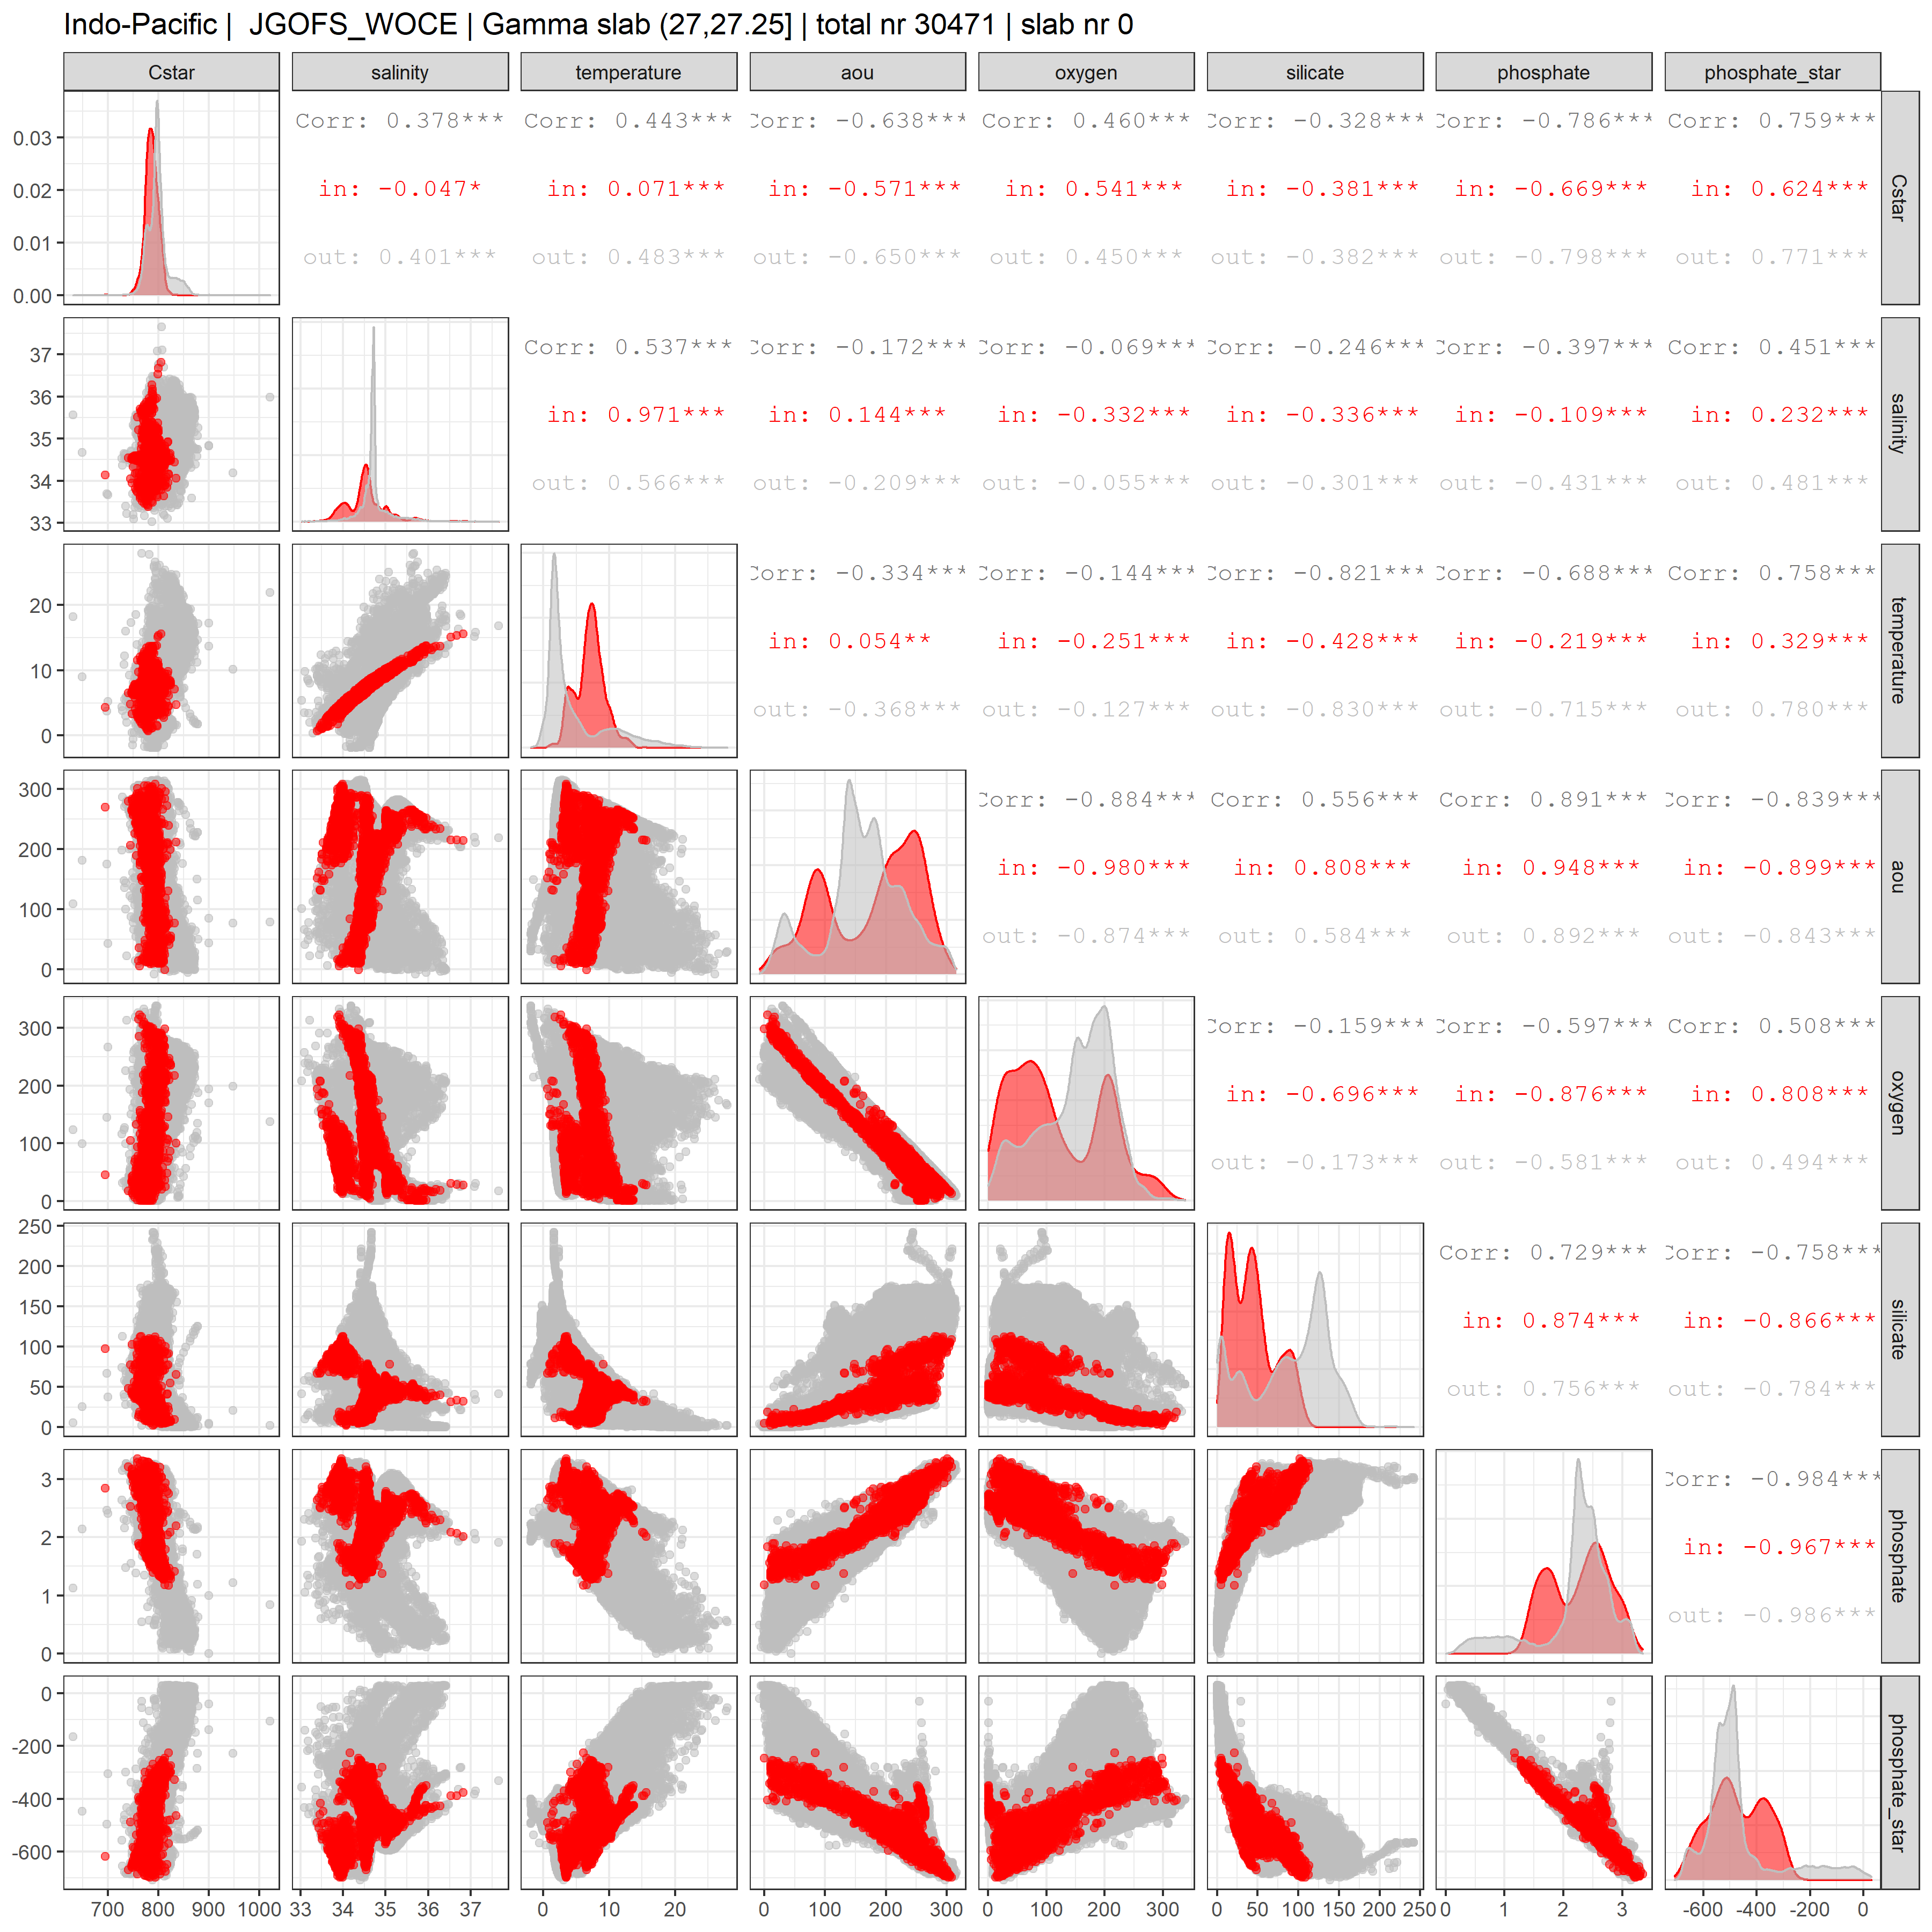 Indo-Pacific | JGOFS_WOCE | Gamma slab (27,27.25] | total nr 30471 | slab nr 0
Cstar salinity temperature aou oxygen silicate phosphate phosphate_star
Corr: 0.378*** Corr: 0.443*** Corr: -0.638*** Corr: 0.460*** Corr: -0.328*** Corr: -0.786*** Corr: 0.759***
in: -0.047* in: 0.071*** in: -0.571*** in: 0.541*** in: -0.381*** in: -0.669*** in: 0.624***
out: 0.401*** out: 0.483*** out: -0.650*** out: 0.450*** out: -0.382*** out: -0.798*** out: 0.771***
0.03
0.02
0.01
0.00
Cstar
Corr: 0.537*** Corr: -0.172*** Corr: -0.069*** Corr: -0.246*** Corr: -0.397*** Corr: 0.451***
in: 0.971*** in: 0.144*** in: -0.332*** in: -0.336*** in: -0.109*** in: 0.232***
out: 0.566*** out: -0.209*** out: -0.055*** out: -0.301*** out: -0.431*** out: 0.481***
37
36
35
34
33
salinity
Corr: -0.334*** Corr: -0.144*** Corr: -0.821*** Corr: -0.688*** Corr: 0.758***
in: 0.054** in: -0.251*** in: -0.428*** in: -0.219*** in: 0.329***
out: -0.368*** out: -0.127*** out: -0.830*** out: -0.715*** out: 0.780***
20
10
0
temperature
Corr: -0.884*** Corr: 0.556*** Corr: 0.891*** Corr: -0.839***
in: -0.980*** in: 0.808*** in: 0.948*** in: -0.899***
out: -0.874*** out: 0.584*** out: 0.892*** out: -0.843***
300
200
100
0
aou
Corr: -0.159*** Corr: -0.597*** Corr: 0.508***
in: -0.696*** in: -0.876*** in: 0.808***
out: -0.173*** out: -0.581*** out: 0.494***
300
200
100
0
oxygen
Corr: 0.729*** Corr: -0.758***
in: 0.874*** in: -0.866***
out: 0.756*** out: -0.784***
250
200
150
100
50
0
silicate
Corr: -0.984***
in: -0.967***
out: -0.986***
3
2
1
0
phosphate
0
-200
-400
-600
phosphate_star
700 800 900 1000 33 34 35 36 37 0 10 20 0 100 200 300 0 100 200 300 0 50 100 150 200 250 0 1 2 3 -600 -400 -200 0